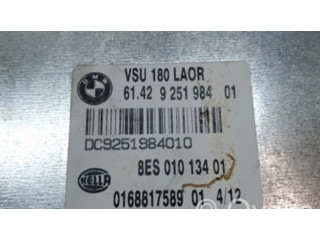 BMW
VSU 180 LAOR
61.42 9 251 984 01
DC9251984010
8ES 010 134 01
HELLA
0168817589 01 4/12